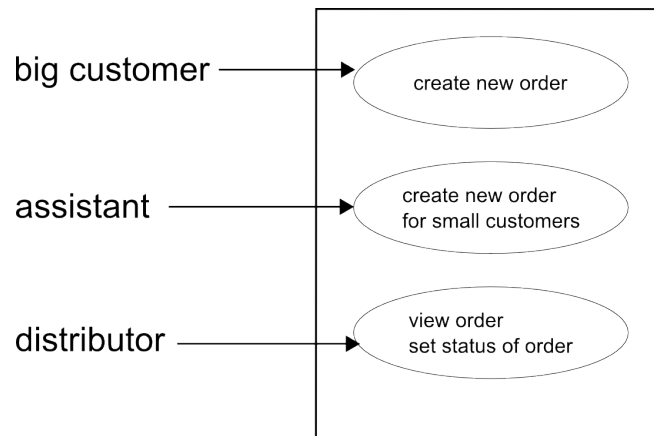 big customer
create new order
assistant
create new order
for small customers
distributor
view order
set status of order